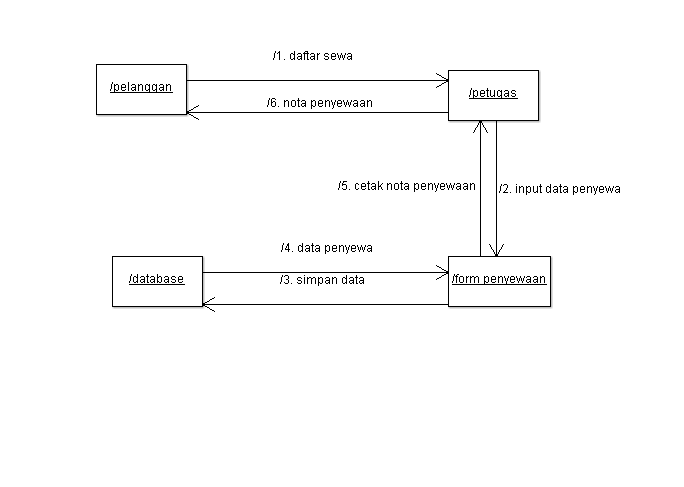 /1. daftar sewa
/pelanggan
/petugas
/6. nota penyewaan
/5. cetak nota penyewaan
/2. input data penyewa
/4. data penyewa
/database
/3. simpan data
/form penyewaan